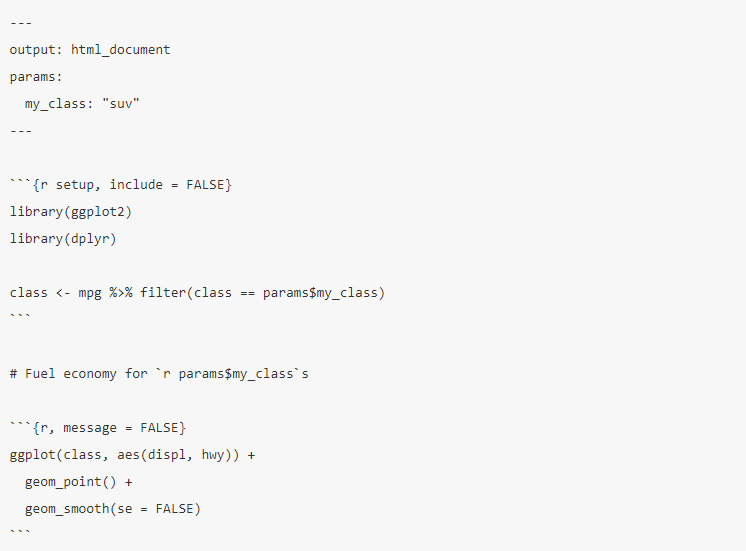 ---
output: html_document
params:
  my_class: "suv"
---

```{r setup, include = FALSE}
library(ggplot2)
library(dplyr)

class <- mpg %>% filter(class == params$my_class)
```

# Fuel economy for `r params$my_class`s

```{r, message = FALSE}
ggplot(class, aes(displ, hwy)) +
  geom_point() +
  geom_smooth(se = FALSE)
```